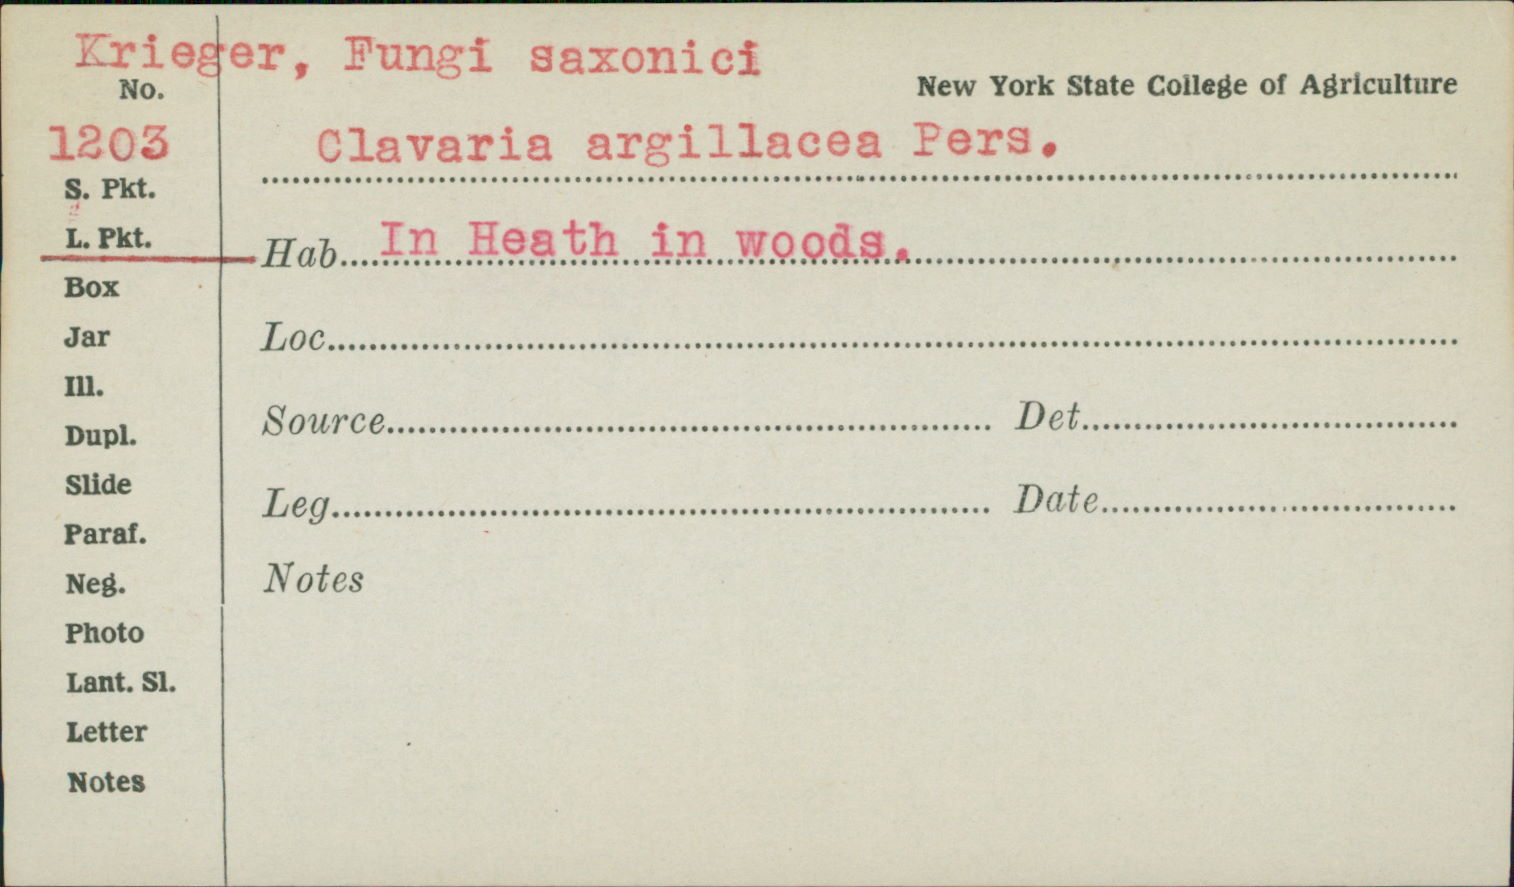 Krieger, Fungi saxonici
No.
New York State College of Agriculture
1203
Clavaria argillacea Pers.
S. Pkt.
L. Pkt.
Hab....In Heath in woods.
Box
Jar
Loc.
Ill.
Source
Det.
Dupl.
Slide
Leg.
Date
Paraf.
Neg.
Notes
Photo
Lant. Sl.
Letter
Notes